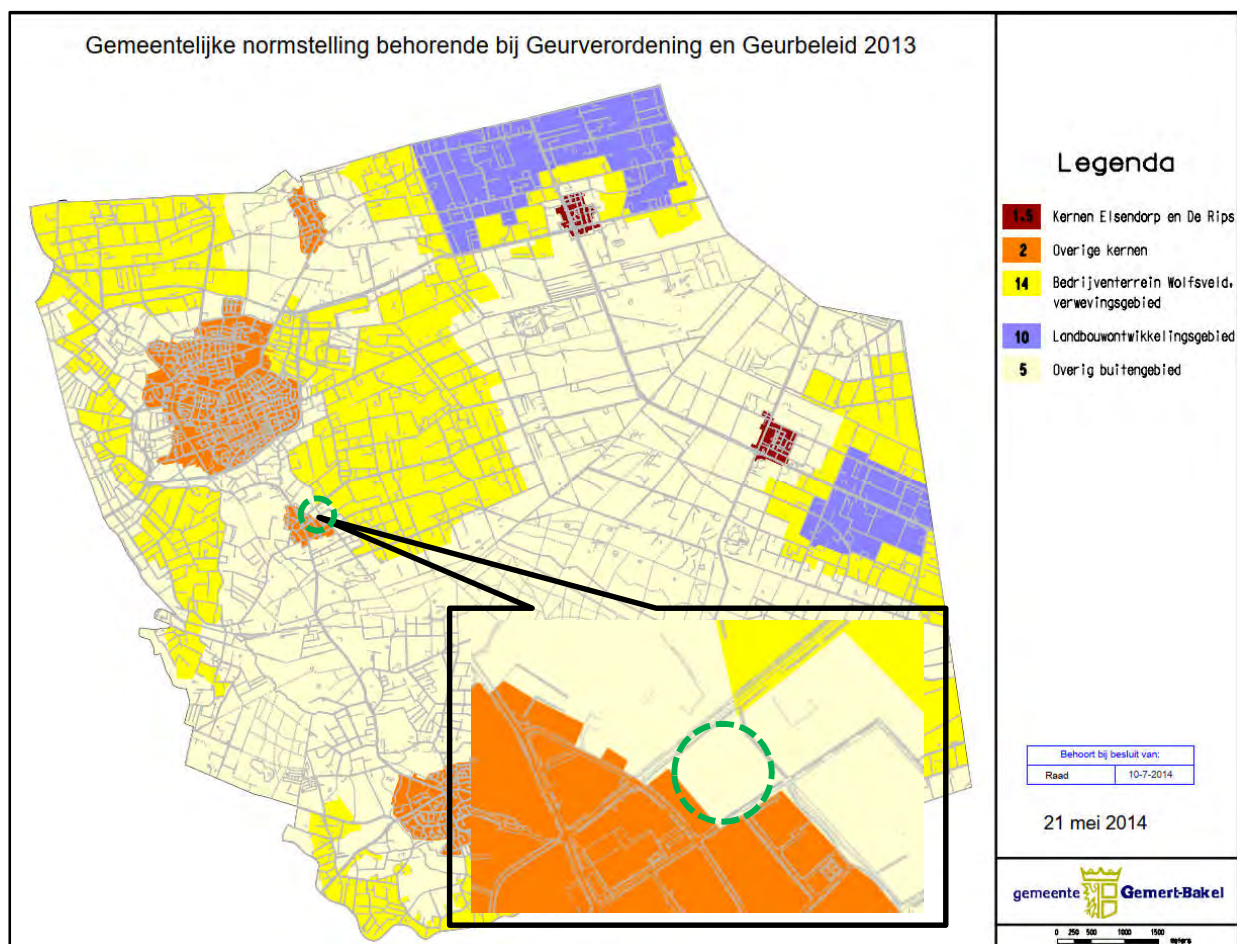 Gemeentelijke normstelling behorende bij Geurverordening en Geurbeleid 2013
Legenda
1.5 Kernen Elsendorp en De Rips
2 Overige kernen
14 Bedrijventerrein Wolfsveld,
verwevingsgebied
10 Landbouwontwikkelingsgebied
5 Overig buitengebied
Behoort bij besluit van:
Raad 10-7-2014
21 mei 2014
gemeente Gemert-Bakel
0 250 500 1000 1500
meters